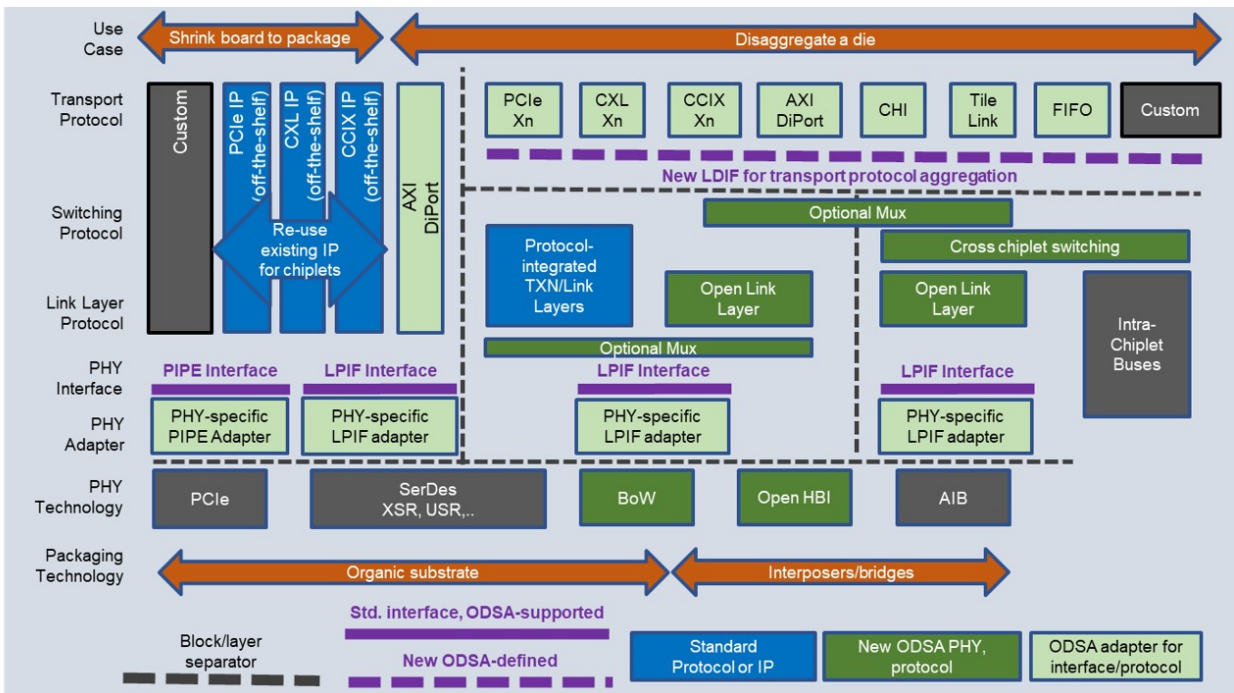 Use
Case
Shrink board to package
Disaggregate a die
Transport
Protocol
Custom
PCIe IP
(off-the-shelf)
CXL IP
(off-the-shelf)
CCIX IP
(off-the-shelf)
AXI
DiPort
PCIe
Xn
CXL
Xn
CCIX
Xn
AXI
DiPort
CHI
Tile
Link
FIFO
Custom
New LDIF for transport protocol aggregation
Switching
Protocol
Re-use
existing IP
for chiplets
Optional Mux
Cross chiplet switching
Protocol-
integrated
TXN/Link
Layers
Link Layer
Protocol
Open Link
Layer
Open Link
Layer
Intra-
Chiplet
Buses
Optional Mux
PHY
Interface
PIPE Interface
LPIF Interface
LPIF Interface
LPIF Interface
PHY
Adapter
PHY-specific
PIPE Adapter
PHY-specific
LPIF adapter
PHY-specific
LPIF adapter
PHY-specific
LPIF adapter
PHY
Technology
PCIe
SerDes
XSR, USR,..
BoW
Open HBI
AIB
Packaging
Technology
Organic substrate
Interposers/bridges
Block/layer
separator
Std. interface, ODSA-supported
New ODSA-defined
Standard
Protocol or IP
New ODSA PHY,
protocol
ODSA adapter for
interface/protocol